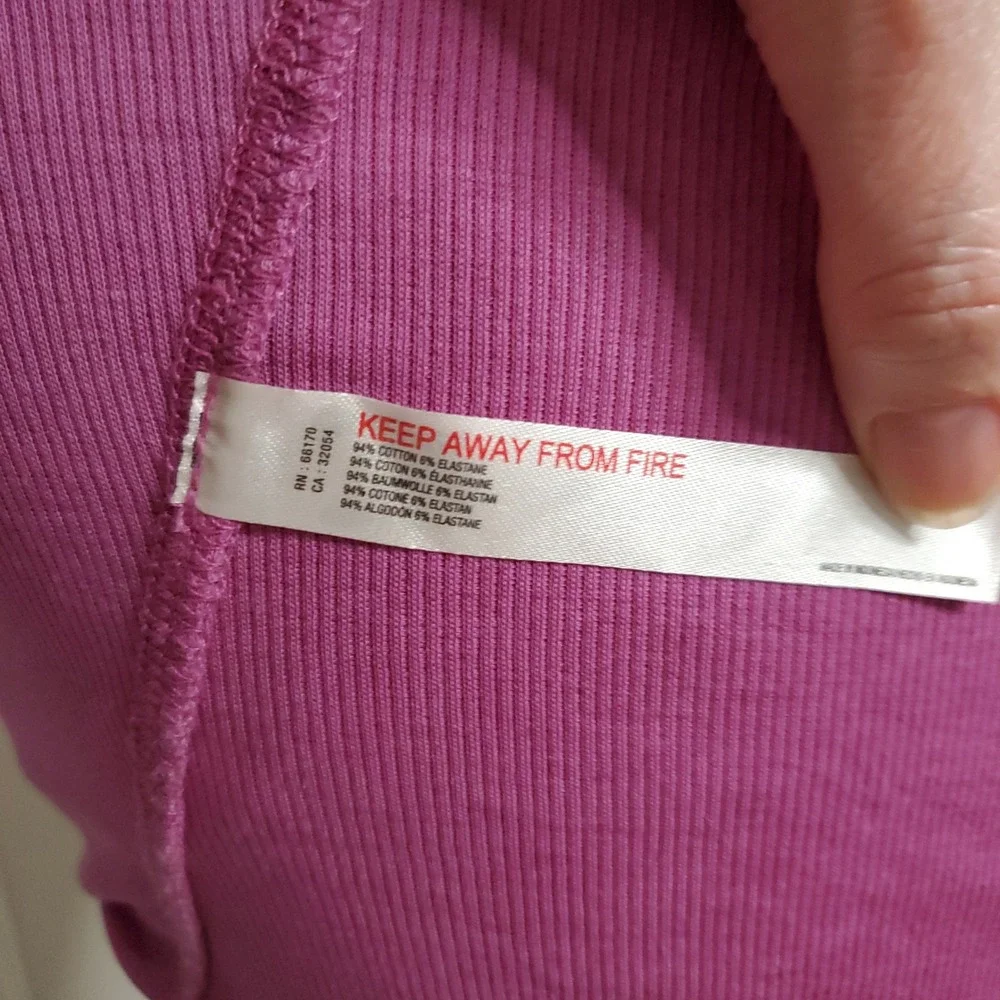 RN : 68170
CA : 32054
KEEP AWAY FROM FIRE
94% COTTON 6% ELASTANE
94% COTON 6% ÉLASTHANNE
94% BAUMWOLLE 6% ELASTAN
94% COTONE 6% ELASTAN
94% ALGODÓN 6% ELASTANE